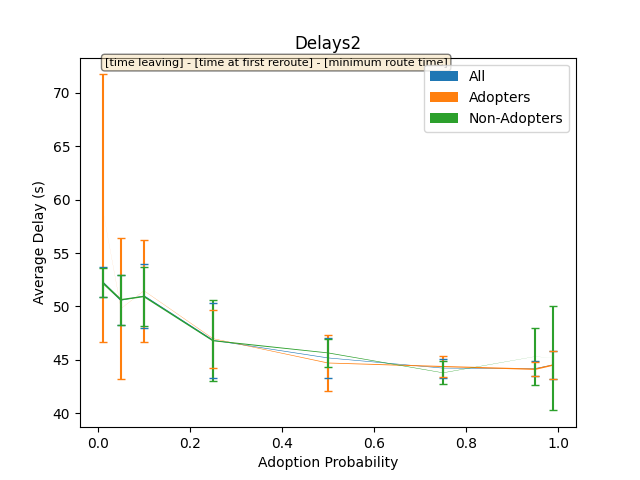 Delays2
[time leaving] - [time at first reroute] - [minimum route time]
All
Adopters
Non-Adopters
70
65
60
55
50
45
40
Average Delay (s)
0.0
0.2
0.4
0.6
0.8
1.0
Adoption Probability